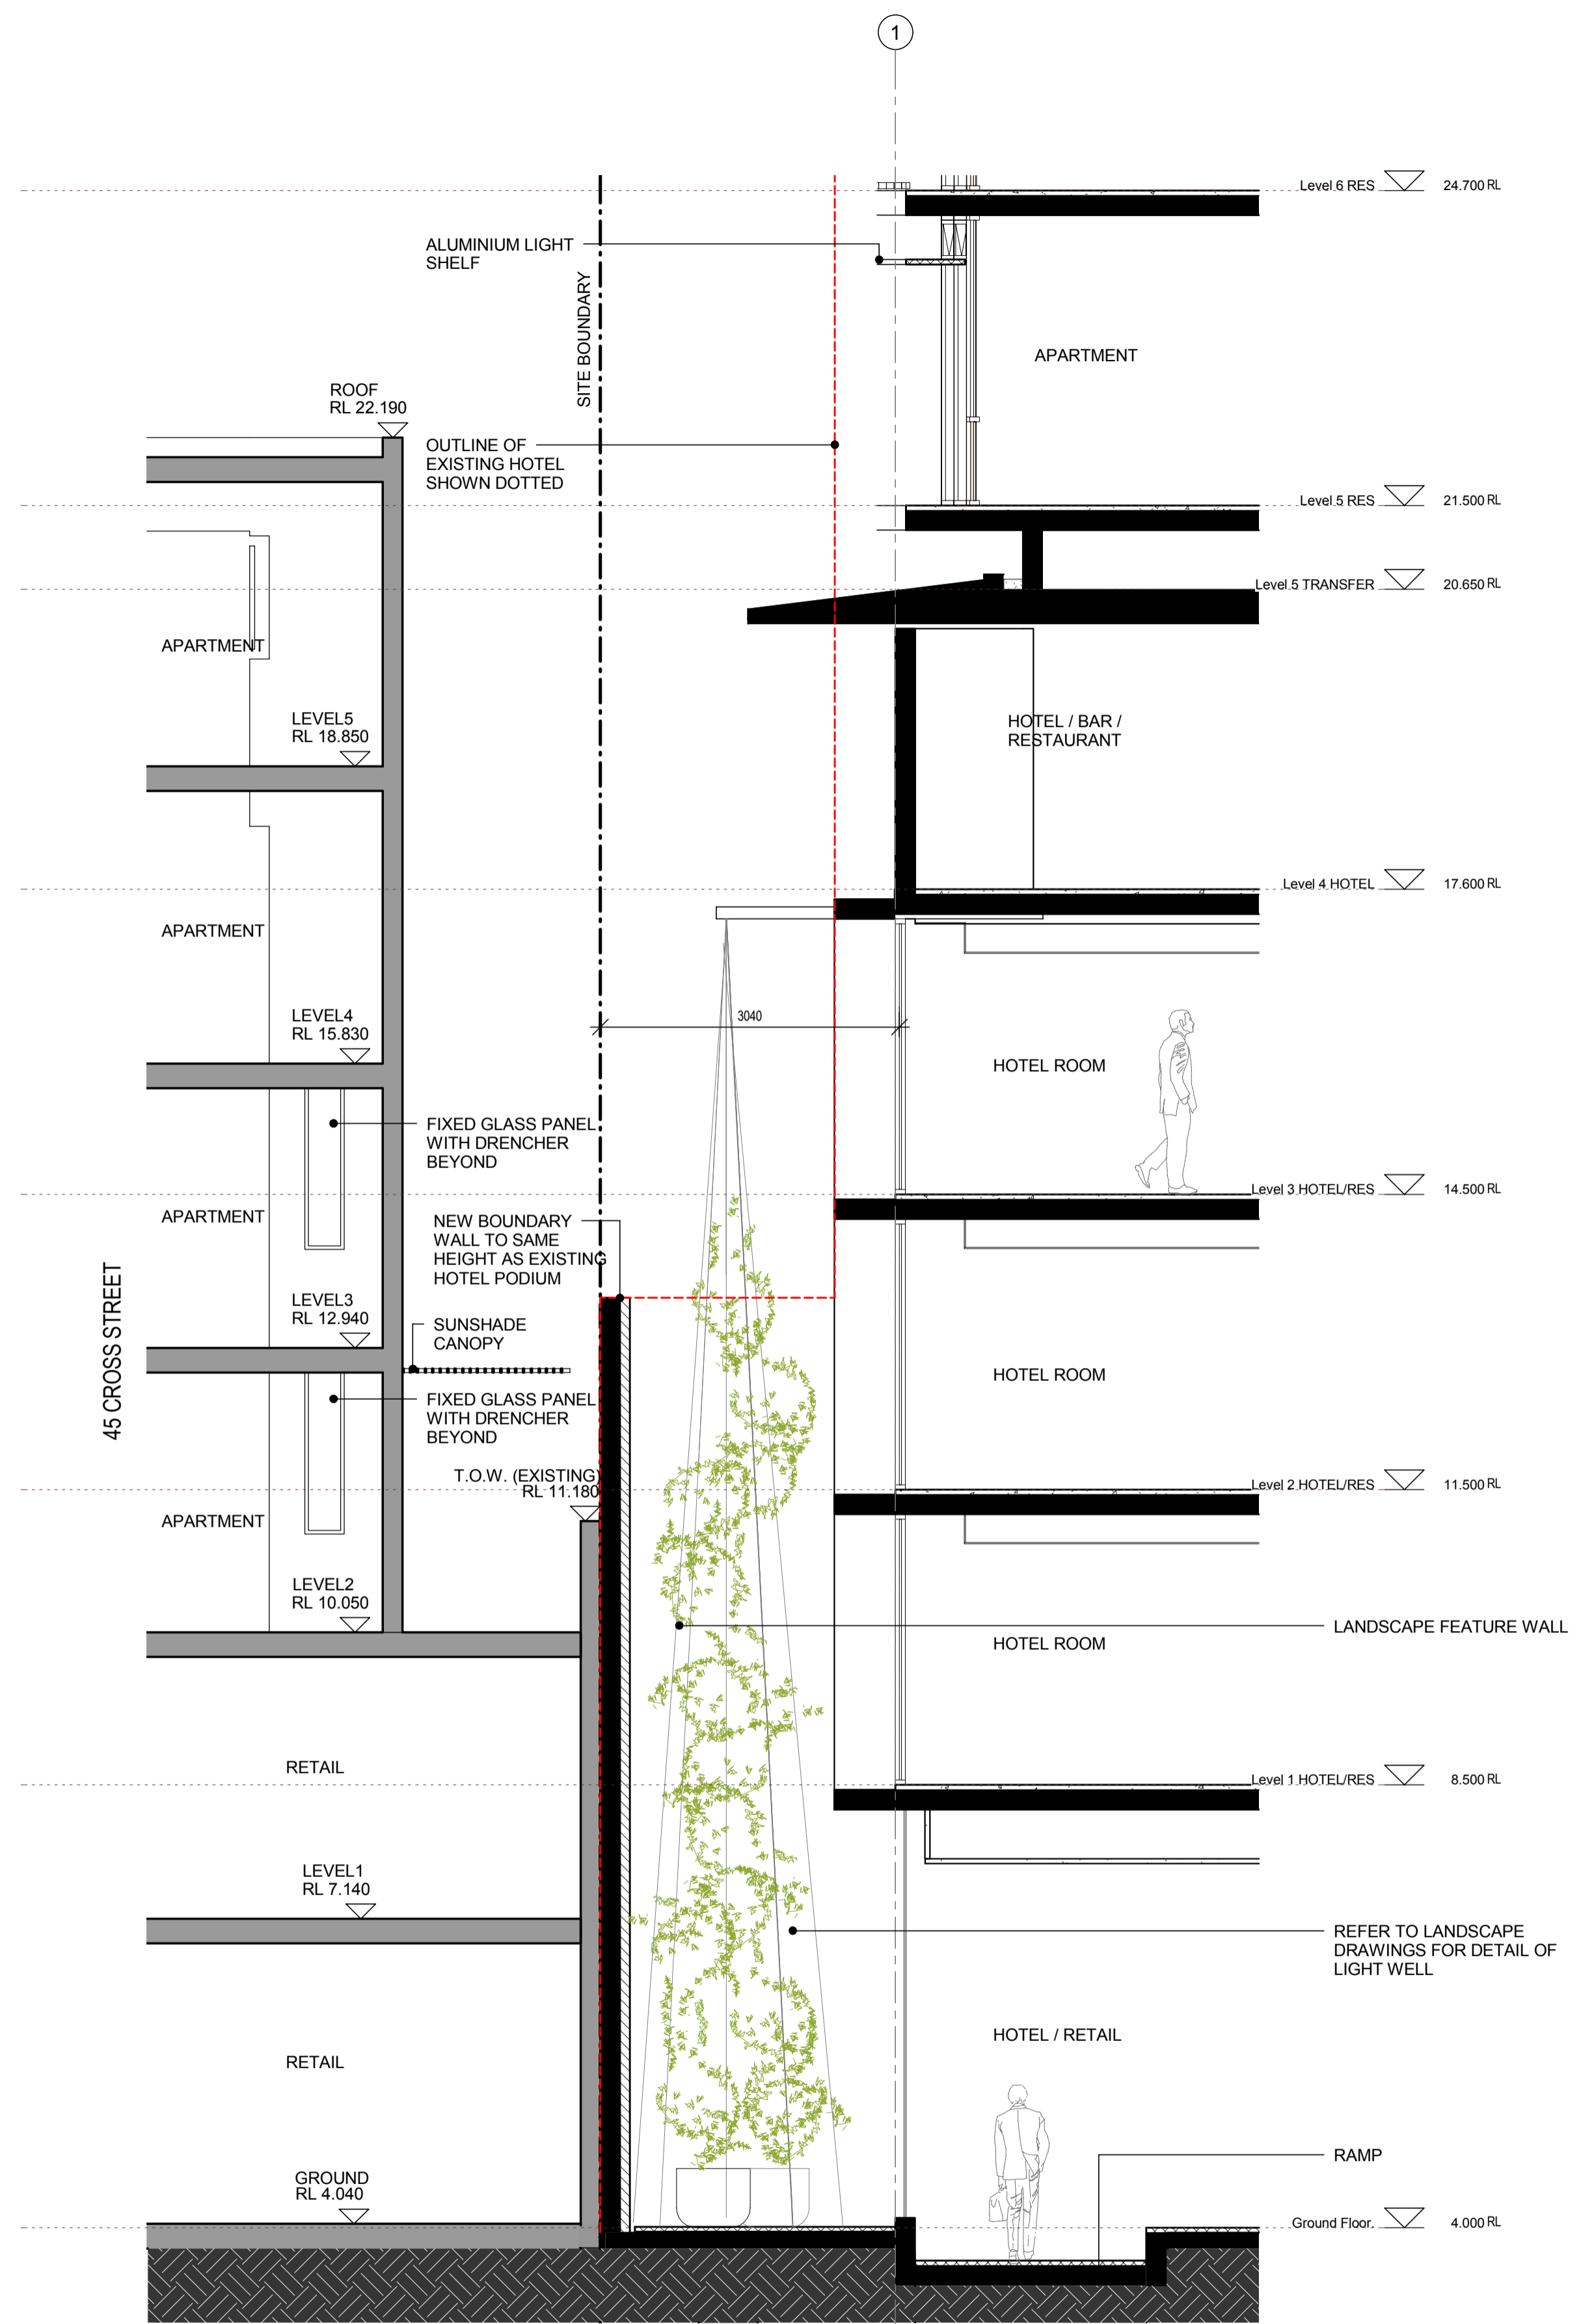 1
Level 6 RES
24.700 RL
ALUMINIUM LIGHT
SHELF
SITE BOUNDARY
APARTMENT
ROOF
RL 22.190
OUTLINE OF
EXISTING HOTEL
SHOWN DOTTED
Level 5 RES
21.500 RL
Level 5 TRANSFER
20.650 RL
APARTMENT
LEVEL5
RL 18.850
HOTEL / BAR /
RESTAURANT
Level 4 HOTEL
17.600 RL
APARTMENT
LEVEL4
RL 15.830
3040
HOTEL ROOM
FIXED GLASS PANEL
WITH DRENCHER
BEYOND
Level 3 HOTEL/RES
14.500 RL
APARTMENT
NEW BOUNDARY
WALL TO SAME
HEIGHT AS EXISTING
HOTEL PODIUM
LEVEL3
RL 12.940
SUNSHADE
CANOPY
45 CROSS STREET
HOTEL ROOM
FIXED GLASS PANEL
WITH DRENCHER
BEYOND
T.O.W. (EXISTING)
RL 11.180
Level 2 HOTEL/RES
11.500 RL
APARTMENT
LEVEL2
RL 10.050
LANDSCAPE FEATURE WALL
HOTEL ROOM
RETAIL
Level 1 HOTEL/RES
8.500 RL
LEVEL1
RL 7.140
REFER TO LANDSCAPE
DRAWINGS FOR DETAIL OF
LIGHT WELL
HOTEL / RETAIL
RETAIL
RAMP
GROUND
RL 4.040
Ground Floor
4.000 RL